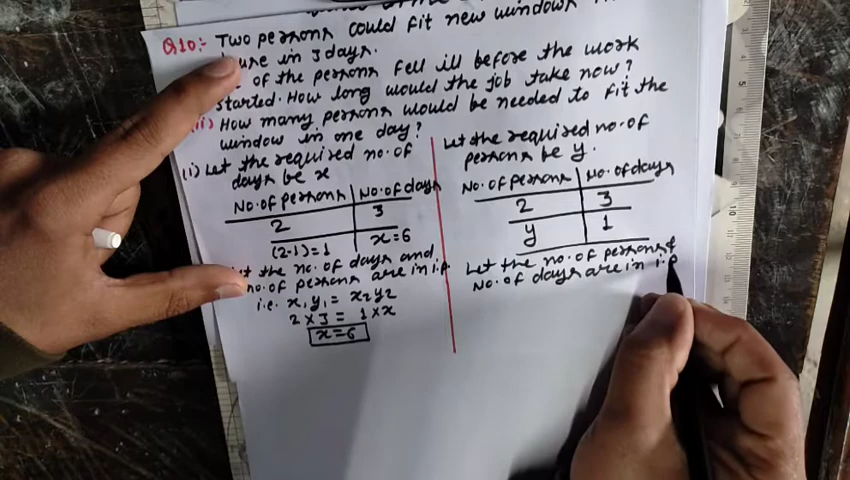 Q10:- Two persons could fit new windows
in 3 days.
of the persons fell ill before the work
started. How long would the job take now?
(ii) How many persons would be needed to fit the
window in one day?
(i) Let the required no. of
days be x
No. of persons No. of days
2 3
(2-1)=1 x=6
Let the no. of days and
no. of persons are in i.p
i.e. x₁y₁ = x₂y₂
2 × 3 = 1 × x
x=6
Let the required no. of
persons be y.
No. of persons No. of days
2 3
y 1
Let the no. of persons &
No. of days are in i.p